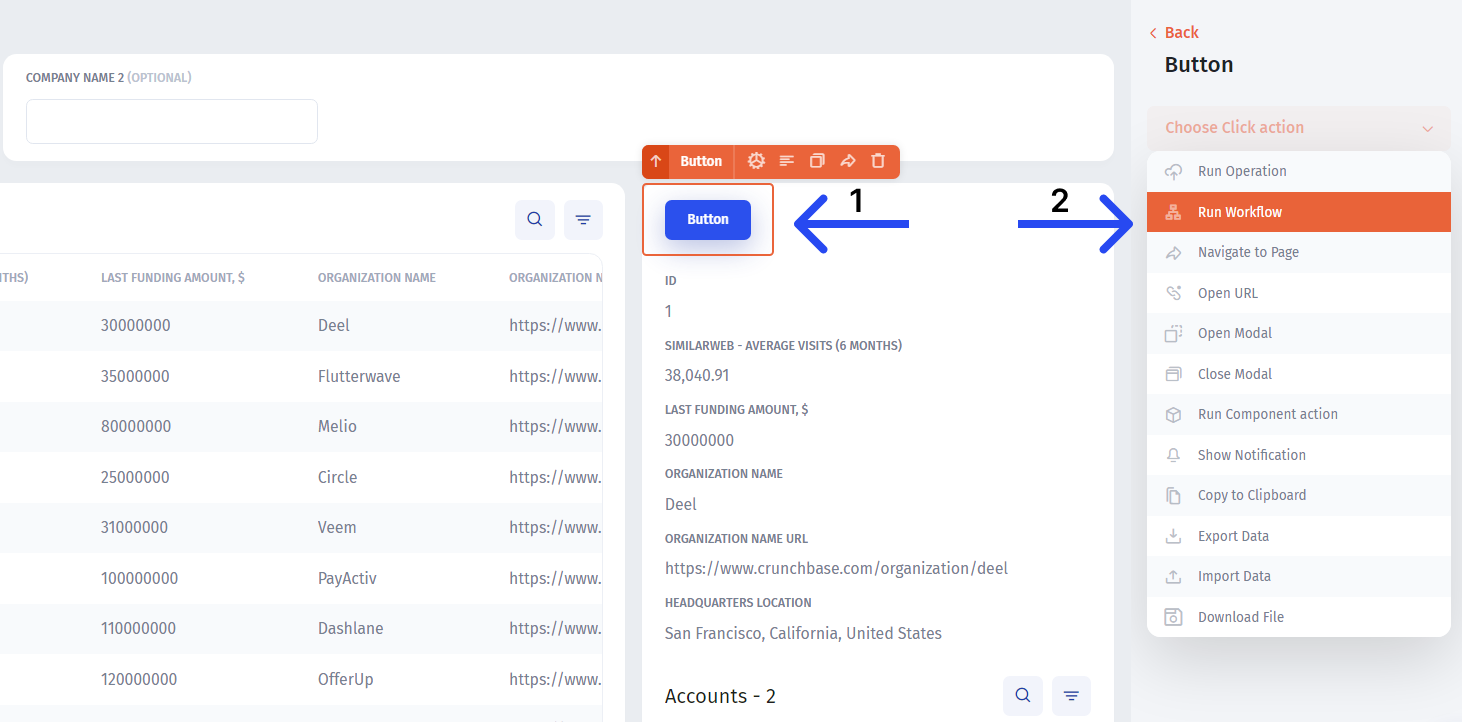 COMPANY NAME 2 (OPTIONAL)
Button
Button
1
THS)
LAST FUNDING AMOUNT, $
ORGANIZATION NAME
ORGANIZATION N
30000000
Deel
https://www.
35000000
Flutterwave
https://www.
80000000
Melio
https://www.
25000000
Circle
https://www.
31000000
Veem
https://www.
100000000
PayActiv
https://www.
110000000
Dashlane
https://www.
120000000
OfferUp
https://www.
ID
1
SIMILARWEB - AVERAGE VISITS (6 MONTHS)
38,040.91
LAST FUNDING AMOUNT, $
30000000
ORGANIZATION NAME
Deel
ORGANIZATION NAME URL
https://www.crunchbase.com/organization/deel
HEADQUARTERS LOCATION
San Francisco, California, United States
Accounts - 2
2
Back
Button
Choose Click action
Run Operation
Run Workflow
Navigate to Page
Open URL
Open Modal
Close Modal
Run Component action
Show Notification
Copy to Clipboard
Export Data
Import Data
Download File